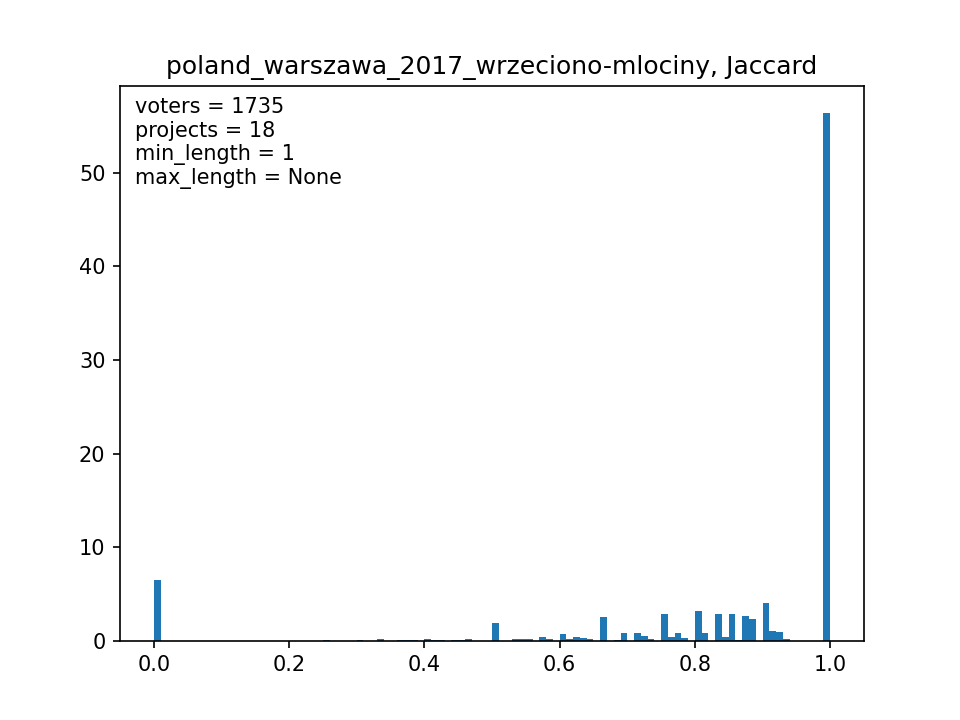 poland_warszawa_2017_wrzeciono-mlociny, Jaccard
voters = 1735
projects = 18
min_length = 1
max_length = None
50
40
30
20
10
0
0.0 0.2 0.4 0.6 0.8 1.0